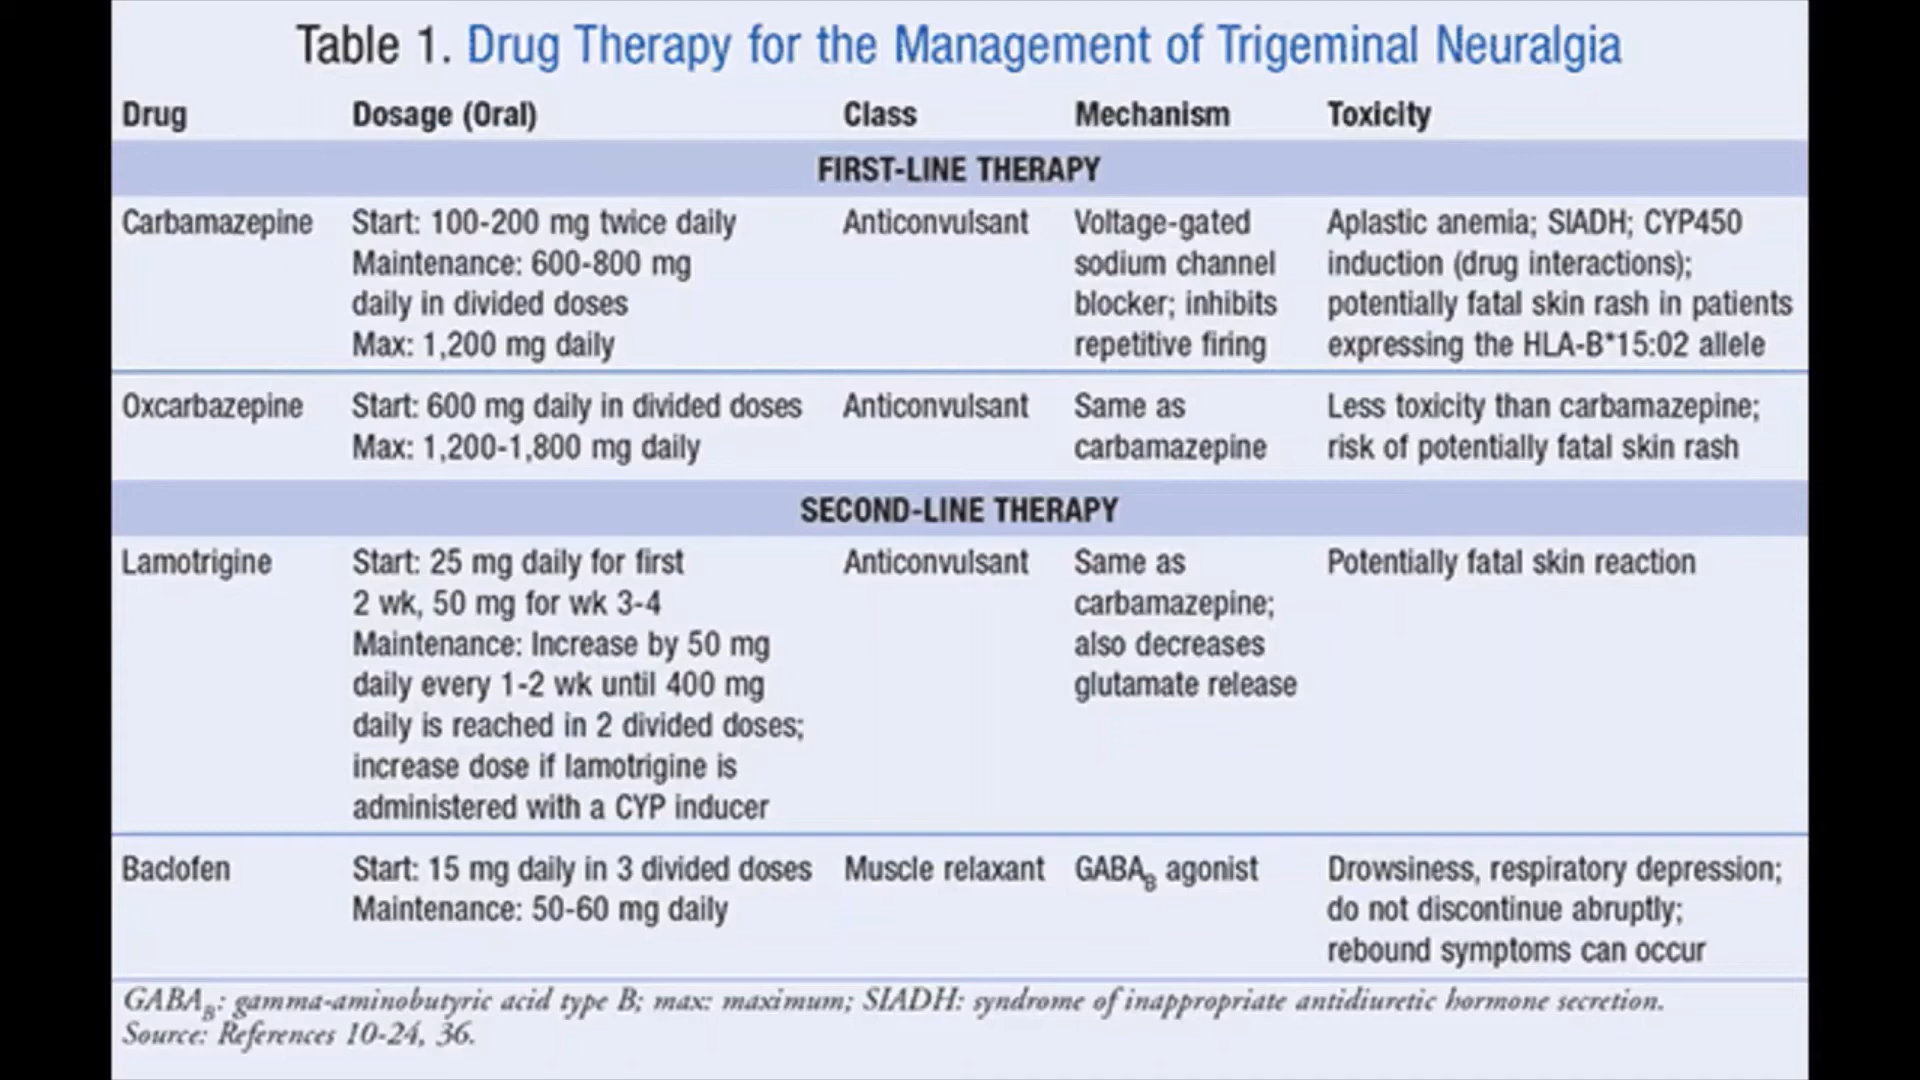 Table 1. Drug Therapy for the Management of Trigeminal Neuralgia
Drug Dosage (Oral) Class Mechanism Toxicity
FIRST-LINE THERAPY
Carbamazepine Start: 100-200 mg twice daily Anticonvulsant Voltage-gated Aplastic anemia; SIADH; CYP450
Maintenance: 600-800 mg sodium channel induction (drug interactions);
daily in divided doses blocker; inhibits potentially fatal skin rash in patients
Max: 1,200 mg daily repetitive firing expressing the HLA-B*15:02 allele
Oxcarbazepine Start: 600 mg daily in divided doses Anticonvulsant Same as Less toxicity than carbamazepine;
Max: 1,200-1,800 mg daily carbamazepine risk of potentially fatal skin rash
SECOND-LINE THERAPY
Lamotrigine Start: 25 mg daily for first Anticonvulsant Same as Potentially fatal skin reaction
2 wk, 50 mg for wk 3-4 carbamazepine;
Maintenance: Increase by 50 mg also decreases
daily every 1-2 wk until 400 mg glutamate release
daily is reached in 2 divided doses;
increase dose if lamotrigine is
administered with a CYP inducer
Baclofen Start: 15 mg daily in 3 divided doses Muscle relaxant GABAB agonist Drowsiness, respiratory depression;
Maintenance: 50-60 mg daily do not discontinue abruptly;
rebound symptoms can occur
GABAB: gamma-aminobutyric acid type B; max: maximum; SIADH: syndrome of inappropriate antidiuretic hormone secretion.
Source: References 10-24, 36.